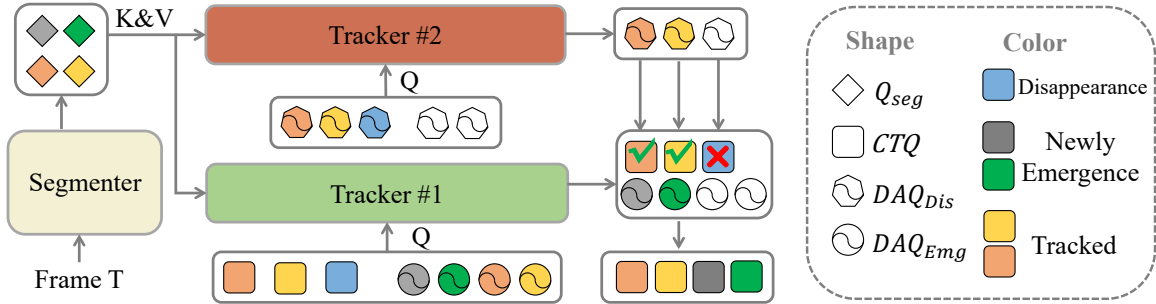 K&V
Tracker #2
Q
Segmenter
Tracker #1
Q
Frame T
Shape
Color
Q_seg
Disappearance
CTQ
Newly
Emergence
DAQ_Dis
DAQ_Emg
Tracked